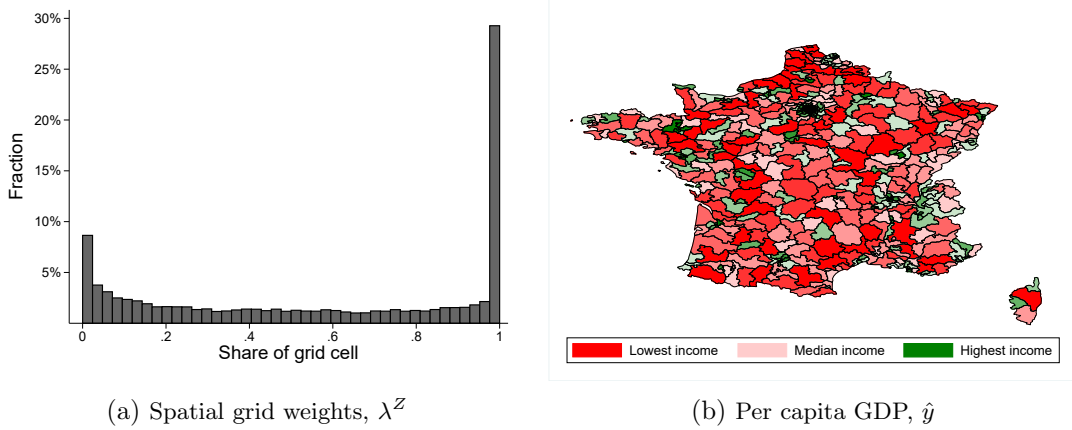 30%
25%
20%
15%
10%
5%
Fraction
0 .2 .4 .6 .8 1
Share of grid cell
(a) Spatial grid weights, λ^Z
Lowest income Median income Highest income
(b) Per capita GDP, ŷ